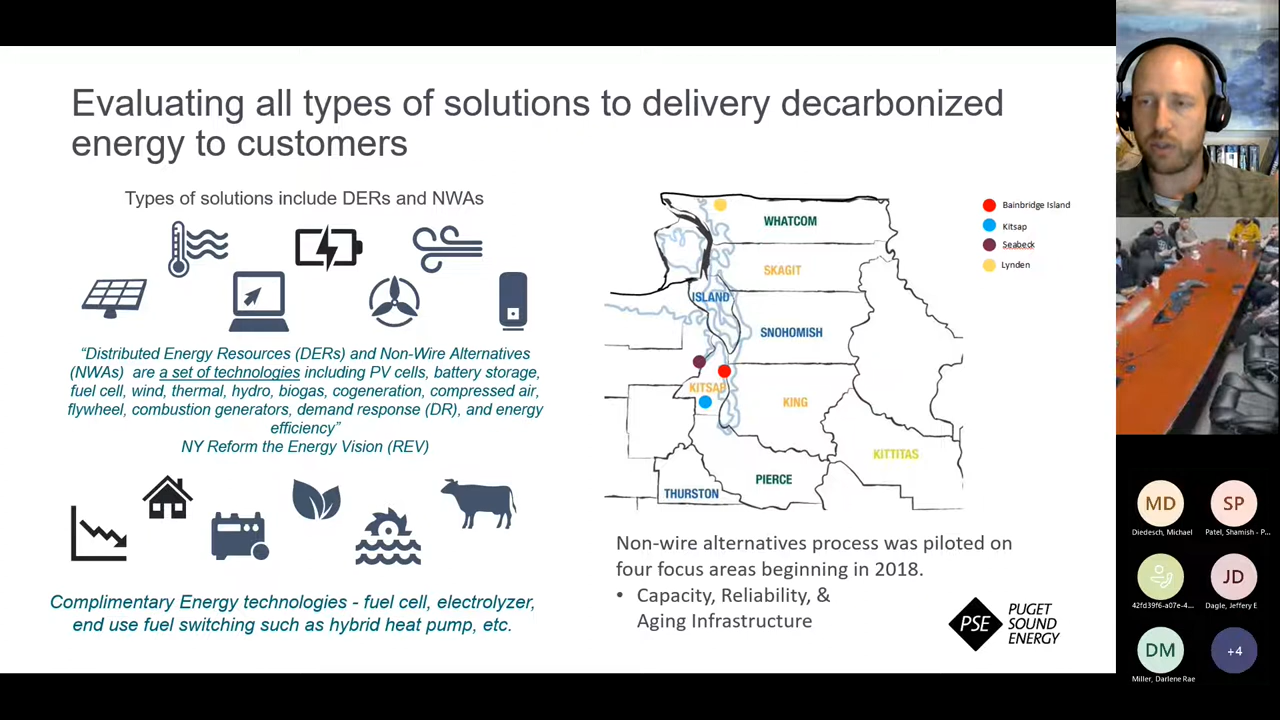 Evaluating all types of solutions to delivery decarbonized
energy to customers
Types of solutions include DERs and NWAs
“Distributed Energy Resources (DERs) and Non-Wire Alternatives
(NWAs) are a set of technologies including PV cells, battery storage,
fuel cell, wind, thermal, hydro, biogas, cogeneration, compressed air,
flywheel, combustion generators, demand response (DR), and energy
efficiency”
NY Reform the Energy Vision (REV)
Complimentary Energy technologies - fuel cell, electrolyzer,
end use fuel switching such as hybrid heat pump, etc.
WHATCOM
SKAGIT
ISLAND
SNOHOMISH
KITSAP
KING
KITTITAS
PIERCE
THURSTON
Bainbridge Island
Kitsap
Seabeck
Lynden
Non-wire alternatives process was piloted on
four focus areas beginning in 2018.
• Capacity, Reliability, &
Aging Infrastructure
PSE
PUGET
SOUND
ENERGY
MD
Diedesch, Michael
SP
Patel, Shamish - P...
42fd39f6-a07e-4...
JD
Dagle, Jeffery E
DM
Miller, Darlene Rae
+4